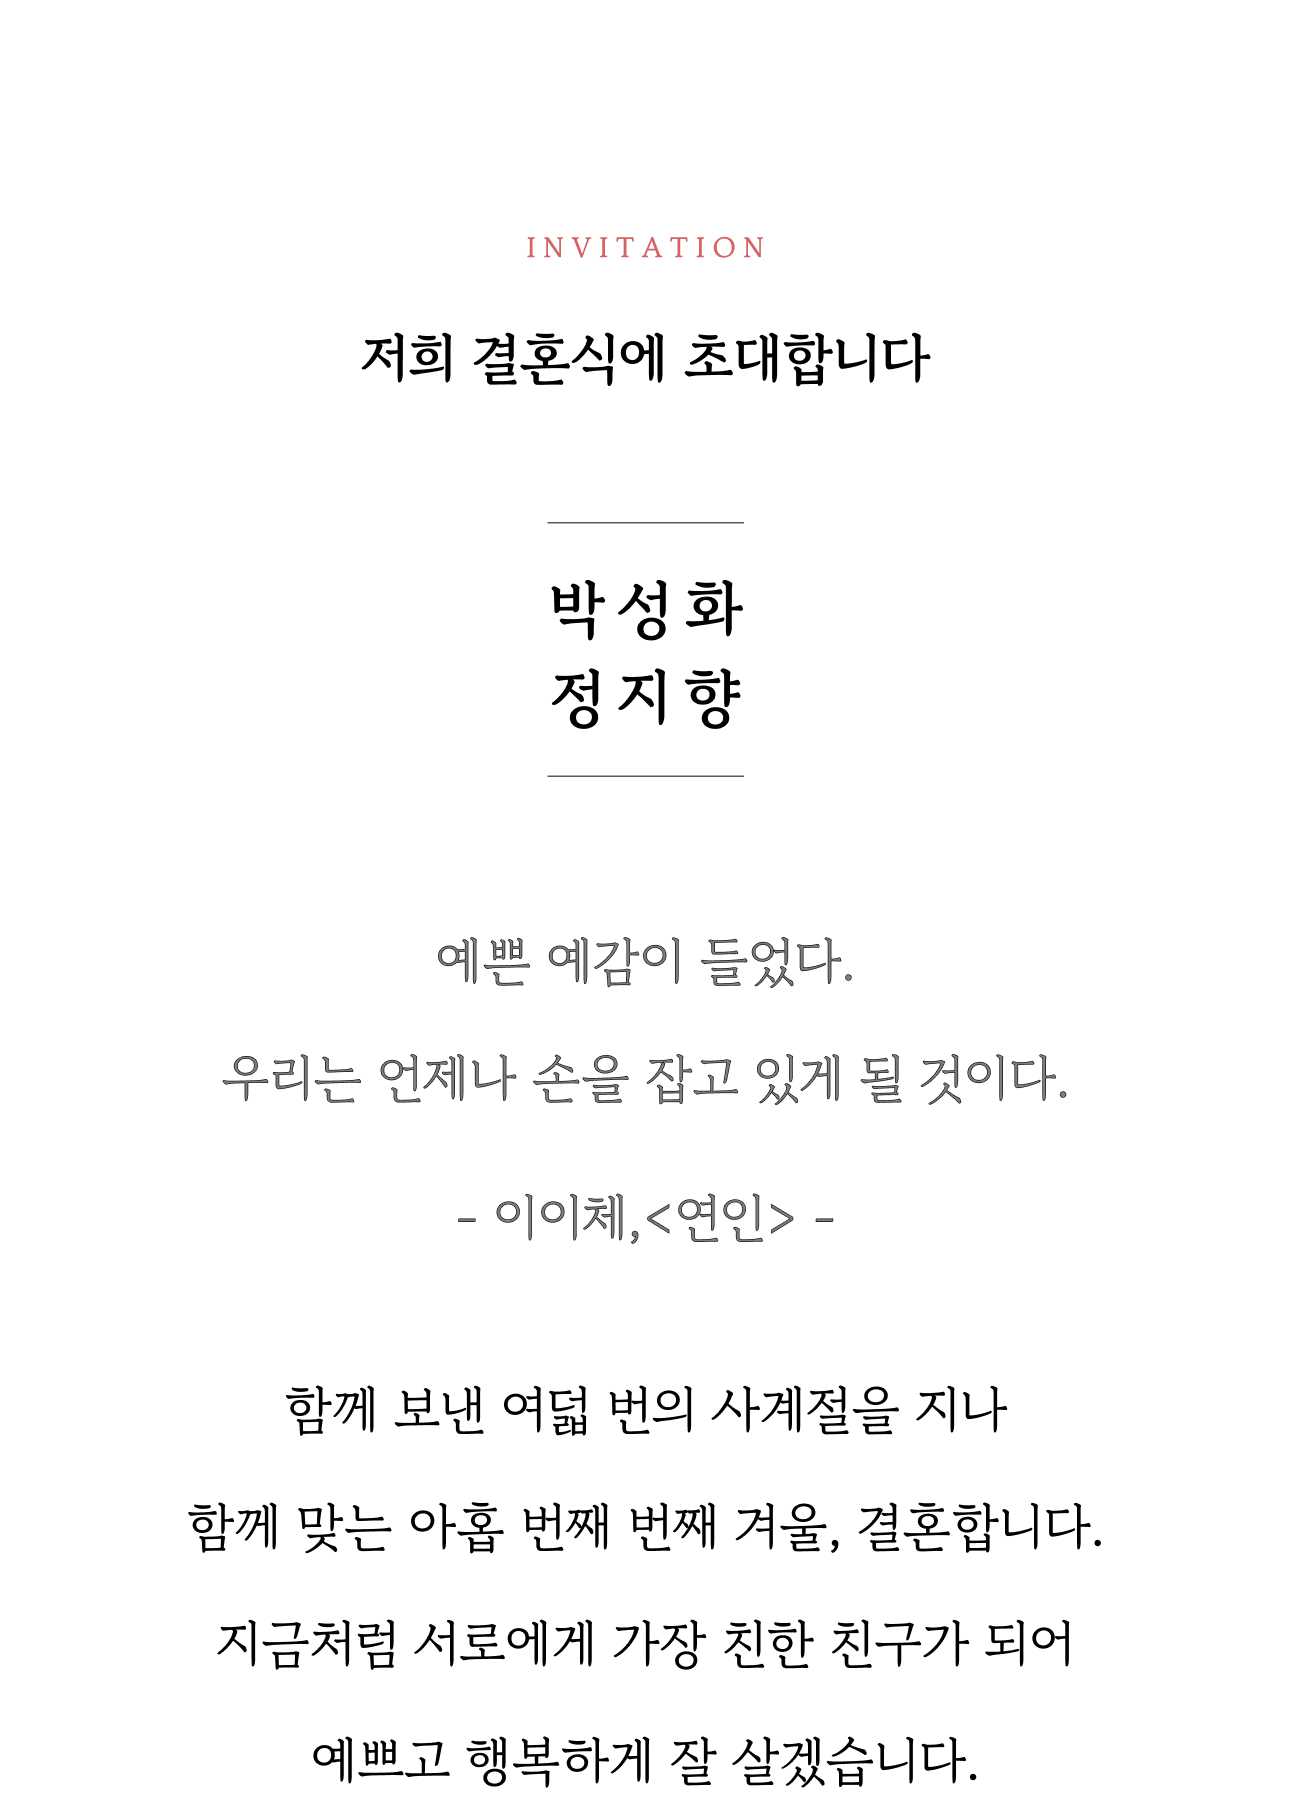 INVITATION
저희 결혼식에 초대합니다
박성화
정지향
예쁜 예감이 들었다.
우리는 언제나 손을 잡고 있게 될 것이다.
- 이이체,<연인> -
함께 보낸 여덟 번의 사계절을 지나
함께 맞는 아홉 번째 번째 겨울, 결혼합니다.
지금처럼 서로에게 가장 친한 친구가 되어
예쁘고 행복하게 잘 살겠습니다.